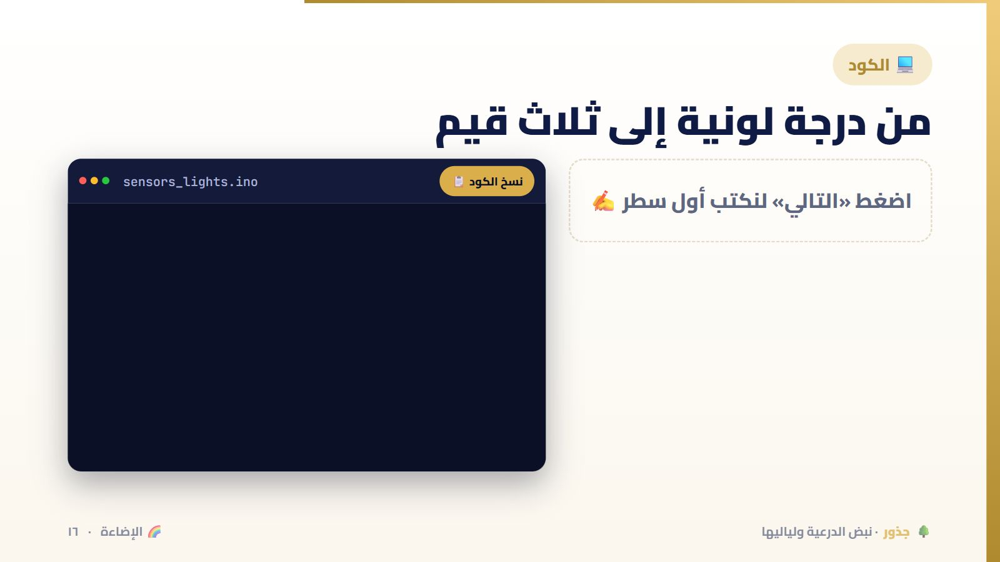 💻 الكود
من درجة لونية إلى ثلاث قيم
اضغط «التالي» لنكتب أول سطر ✍️
sensors_lights.ino
نسخ الكود 📋
🌳 جذور · نبض الدرعية ولياليها
🌈 الإضاءة · ١٦